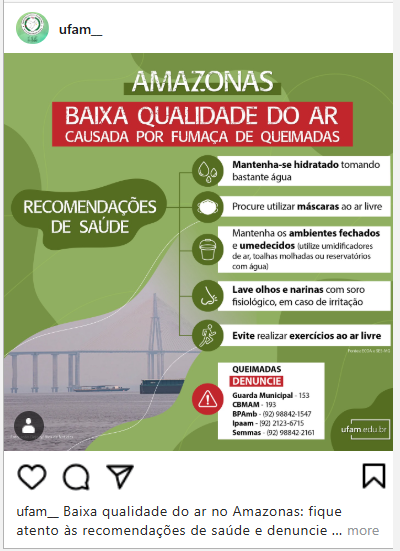 ufam__
AMAZONAS
BAIXA QUALIDADE DO AR
CAUSADA POR FUMAÇA DE QUEIMADAS
RECOMENDAÇÕES
DE SAÚDE
Mantenha-se hidratado tomando
bastante água
Procure utilizar máscaras ao ar livre
Mantenha os ambientes fechados
e umedecidos (utilize umidificadores
de ar, toalhas molhadas ou reservatórios
com água)
Lave olhos e narinas com soro
fisiológico, em caso de irritação
Evite realizar exercícios ao ar livre
QUEIMADAS
DENUNCIE
Guarda Municipal - 153
CBMAM - 193
BPAmb - (92) 98842-1547
Ipaam - (92) 2123-6715
Semmas - (92) 98842-2161
ufam.edu.br
ufam__ Baixa qualidade do ar no Amazonas: fique
atento às recomendações de saúde e denuncie ... more